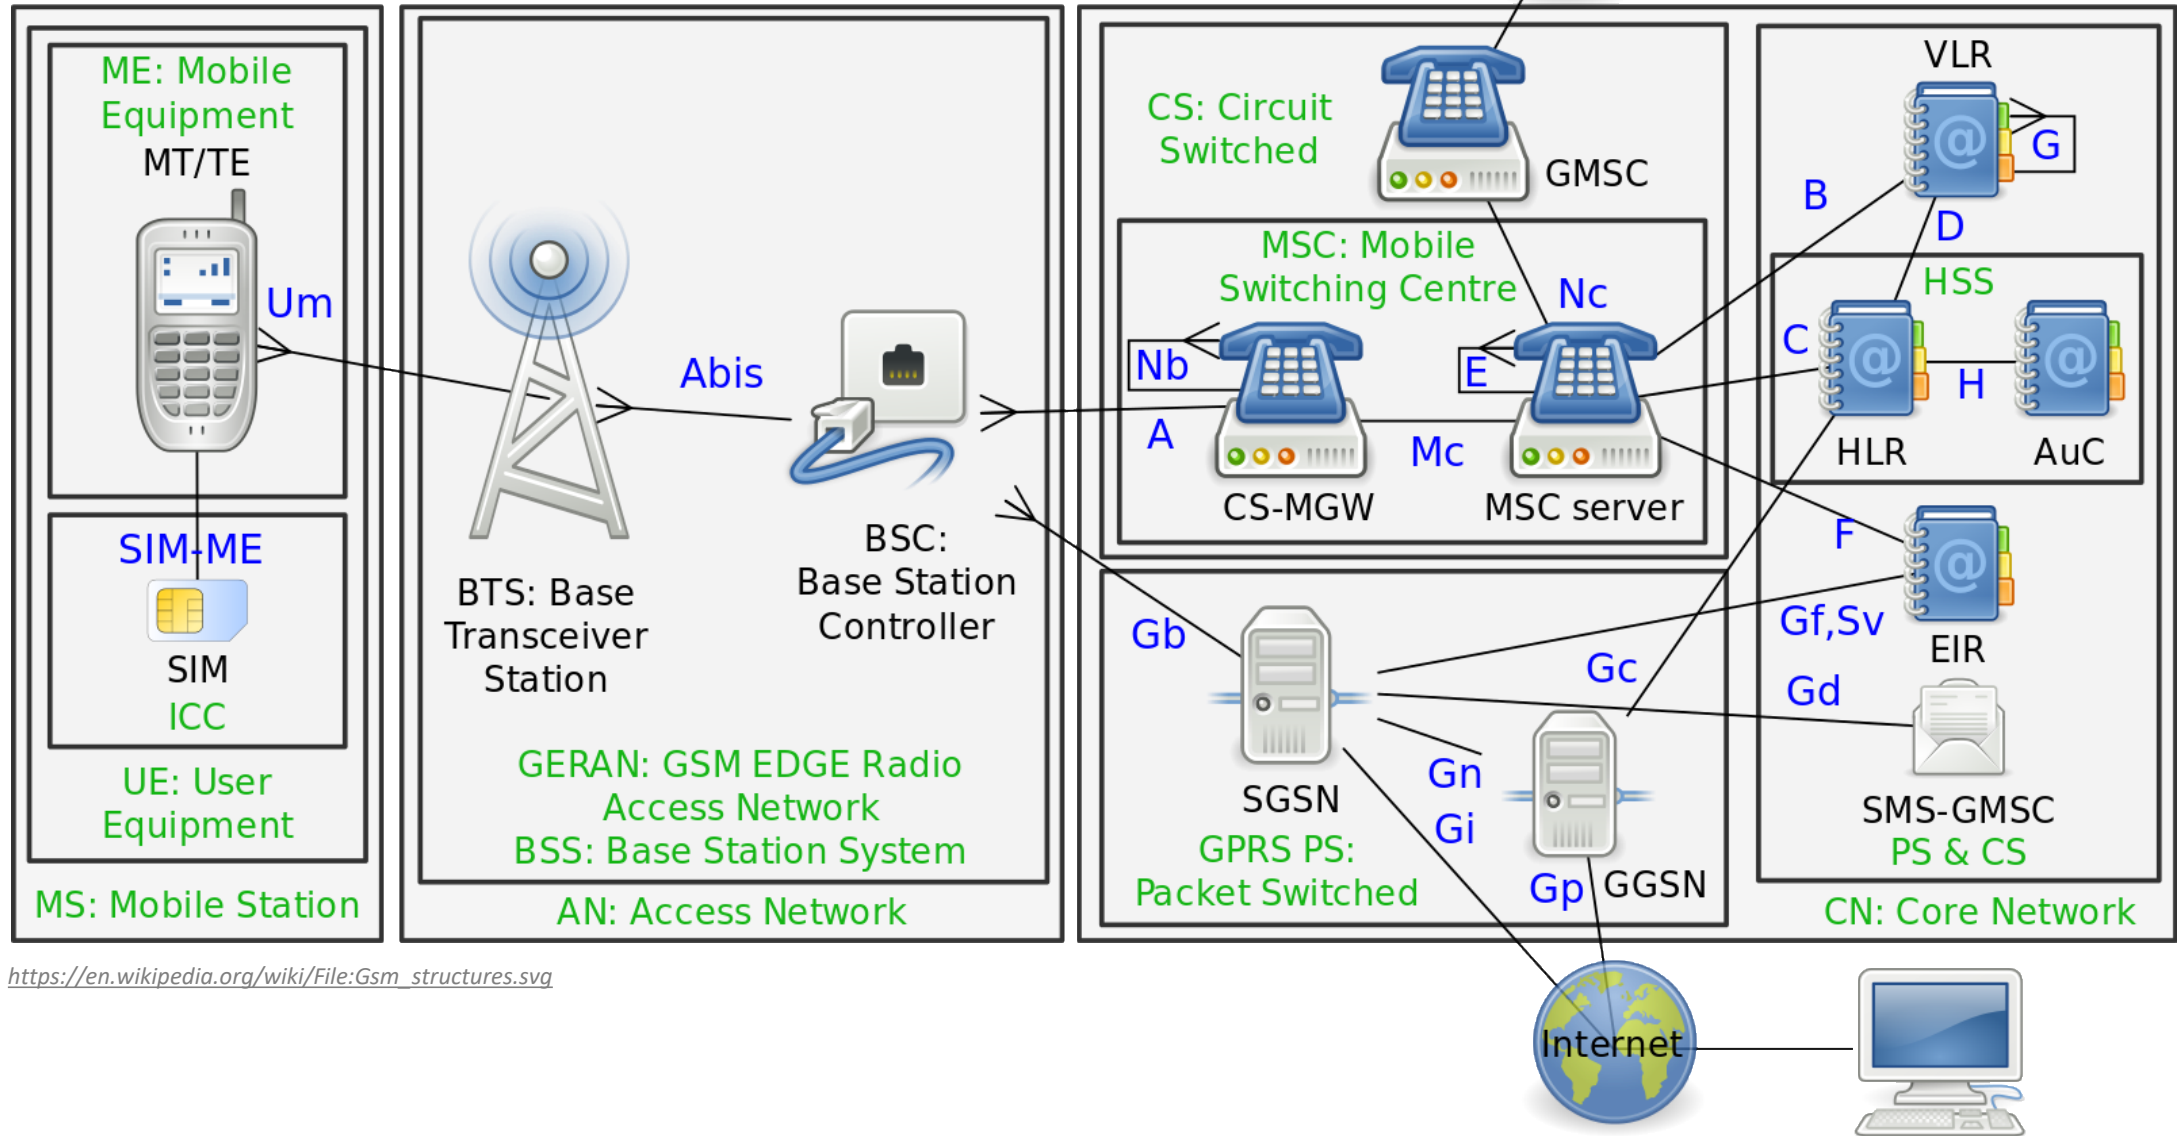 ME: Mobile
Equipment
MT/TE
Um
SIM-ME
SIM
ICC
UE: User
Equipment
MS: Mobile Station
Abis
BTS: Base
Transceiver
Station
BSC:
Base Station
Controller
GERAN: GSM EDGE Radio
Access Network
BSS: Base Station System
AN: Access Network
CS: Circuit
Switched
GMSC
MSC: Mobile
Switching Centre
Nc
Nb
E
A
Mc
CS-MGW
MSC server
VLR
G
B
D
HSS
C
H
HLR
AuC
F
Gb
Gf,Sv
EIR
Gc
Gd
Gn
Gi
SGSN
GPRS PS:
Packet Switched
Gp
GGSN
SMS-GMSC
PS & CS
CN: Core Network
https://en.wikipedia.org/wiki/File:Gsm_structures.svg
Internet